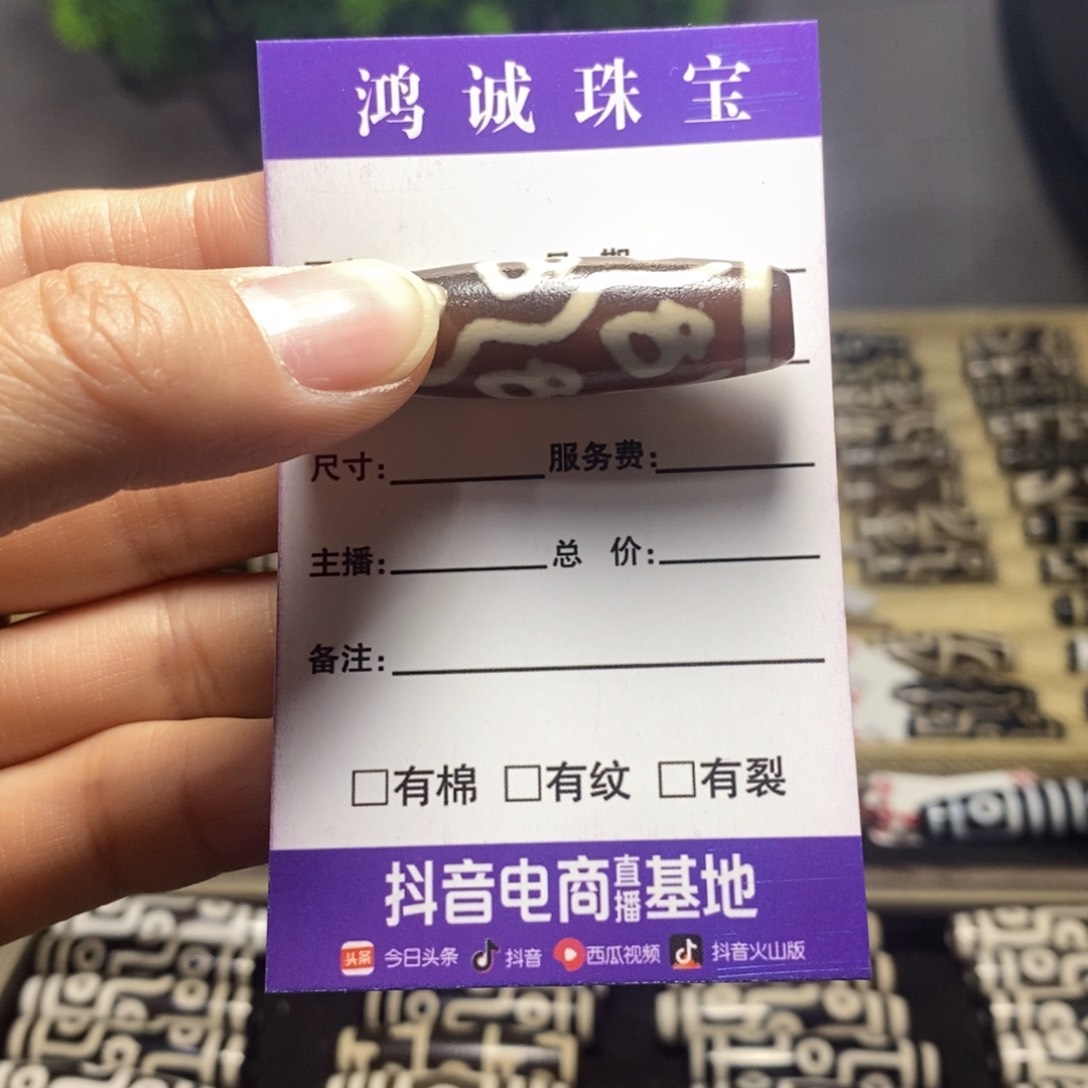 鸿诚珠宝
尺寸: 服务费:
主播: 总 价:
备注:
□有棉 □有纹 □有裂
抖音电商直播基地
头条 今日头条 抖音 西瓜视频 抖音火山版